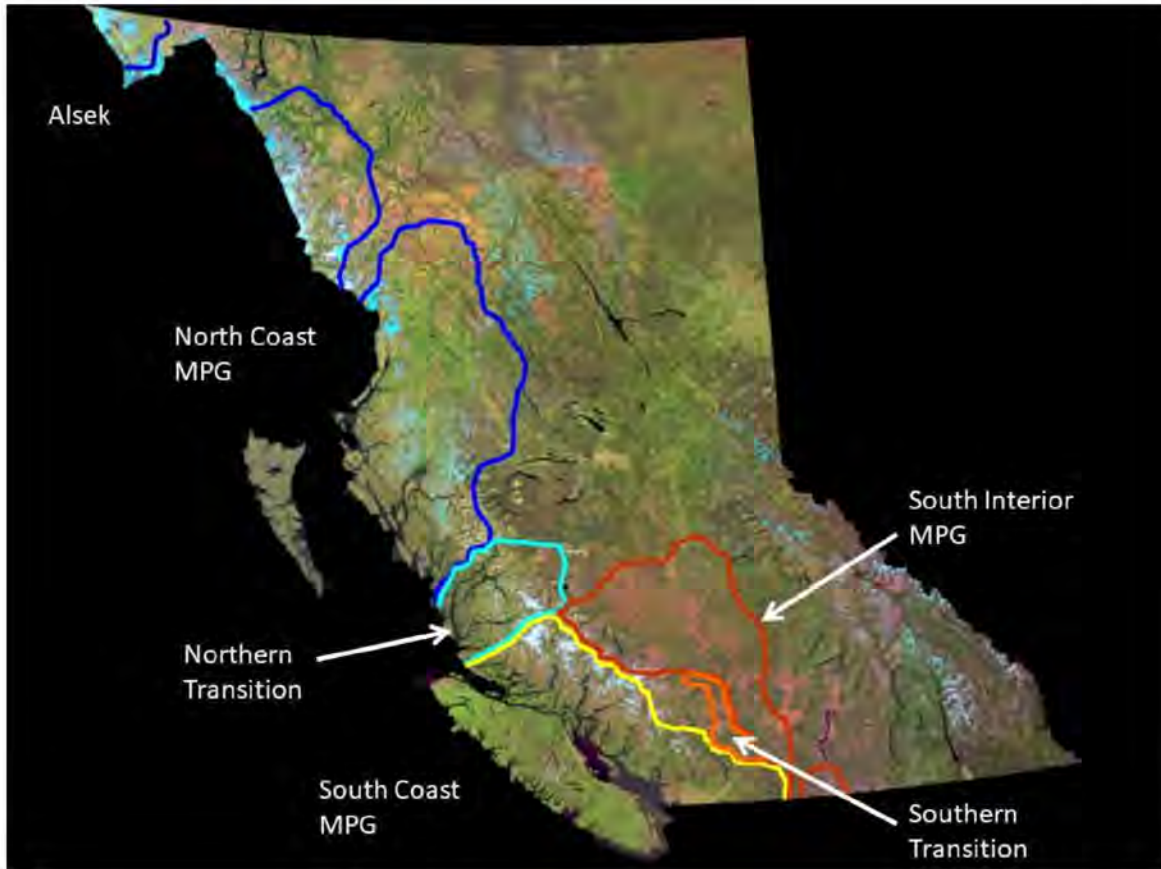 Alsek
North Coast
MPG
South Interior
MPG
Northern
Transition
South Coast
MPG
Southern
Transition